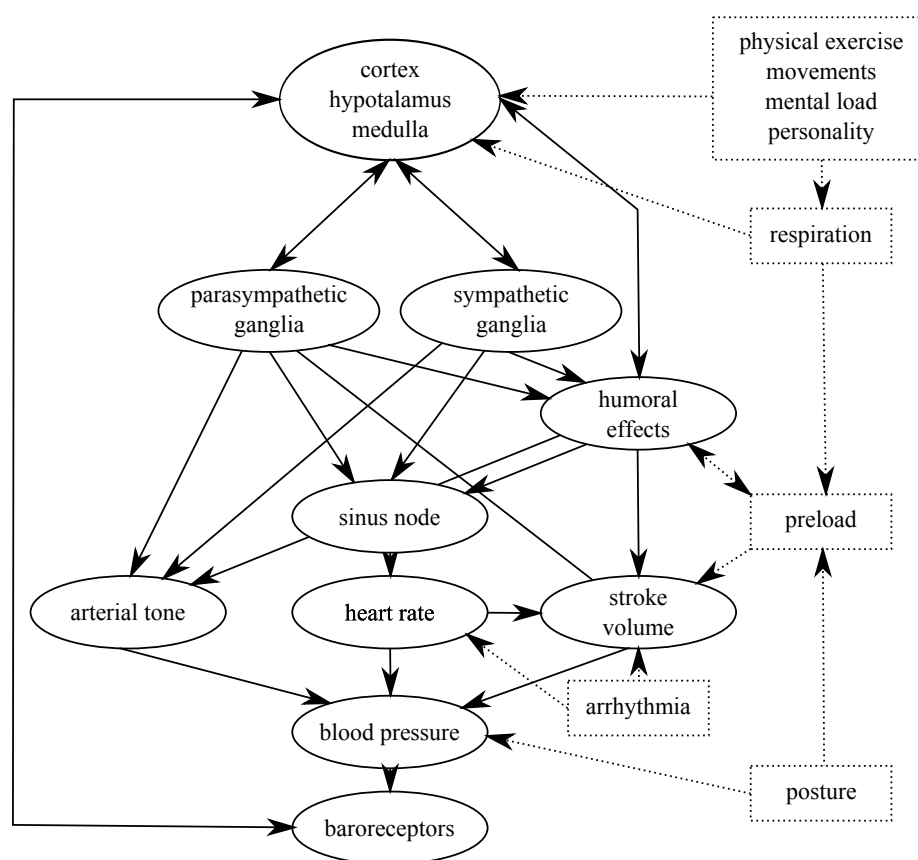 cortex
hypotalamus
medulla
physical exercise
movements
mental load
personality
respiration
parasympathetic
ganglia
sympathetic
ganglia
humoral
effects
sinus node
preload
arterial tone
heart rate
stroke
volume
arrhythmia
blood pressure
posture
baroreceptors